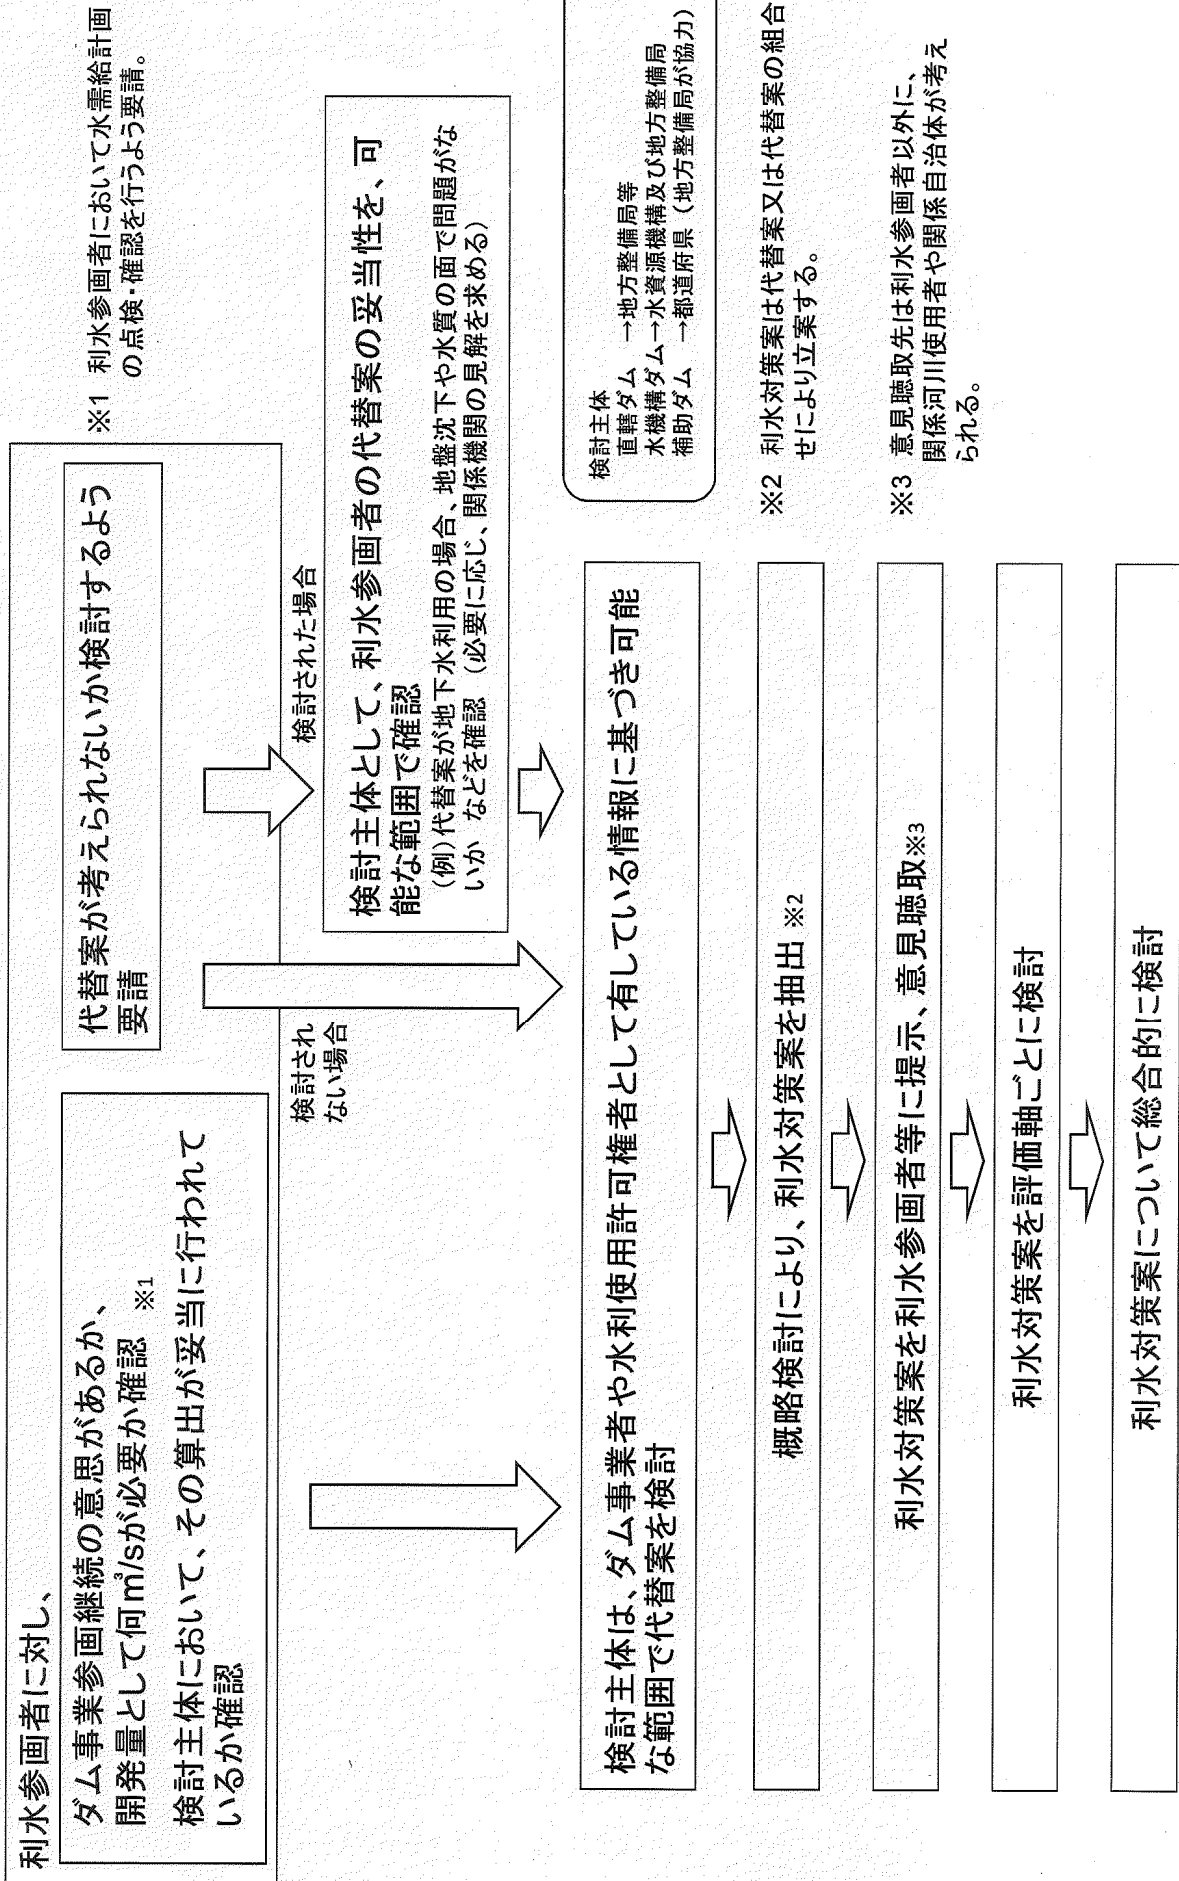 利水参画者に対し、
ダム事業参画継続の意思があるか、
開発量として何㎥/sが必要か確認 ※1
検討主体において、その算出が妥当に行われて
いるか確認
代替案が考えられないか検討するよう
要請
※1 利水参画者において水需給計画
の点検・確認を行うよう要請。
検討され
ない場合
検討された場合
検討主体として、利水参画者の代替案の妥当性を、可
能な範囲で確認
(例)代替案が地下水利用の場合、地盤沈下や水質の面で問題がな
いか などを確認 (必要に応じ、関係機関の見解を求める)
検討主体は、ダム事業者や水利使用許可権者として有している情報に基づき可能
な範囲で代替案を検討
検討主体
直轄ダム →地方整備局等
水機構ダム→水資源機構及び地方整備局
補助ダム →都道府県(地方整備局が協力)
概略検討により、利水対策案を抽出 ※2
※2 利水対策案は代替案又は代替案の組合
せにより立案する。
利水対策案を利水参画者等に提示、意見聴取※3
※3 意見聴取先は利水参画者以外に、
関係河川使用者や関係自治体が考え
られる。
利水対策案を評価軸ごとに検討
利水対策案について総合的に検討